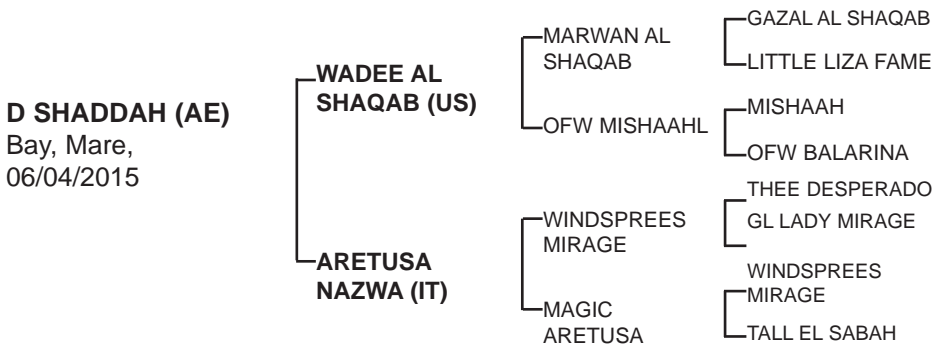 D SHADDAH (AE)
Bay, Mare,
06/04/2015
WADEE AL
SHAQAB (US)
ARETUSA
NAZWA (IT)
MARWAN AL
SHAQAB
OFW MISHAAHL
WINDSPREES
MIRAGE
MAGIC
ARETUSA
GAZAL AL SHAQAB
LITTLE LIZA FAME
MISHAAH
OFW BALARINA
THEE DESPERADO
GL LADY MIRAGE
WINDSPREES
MIRAGE
TALL EL SABAH